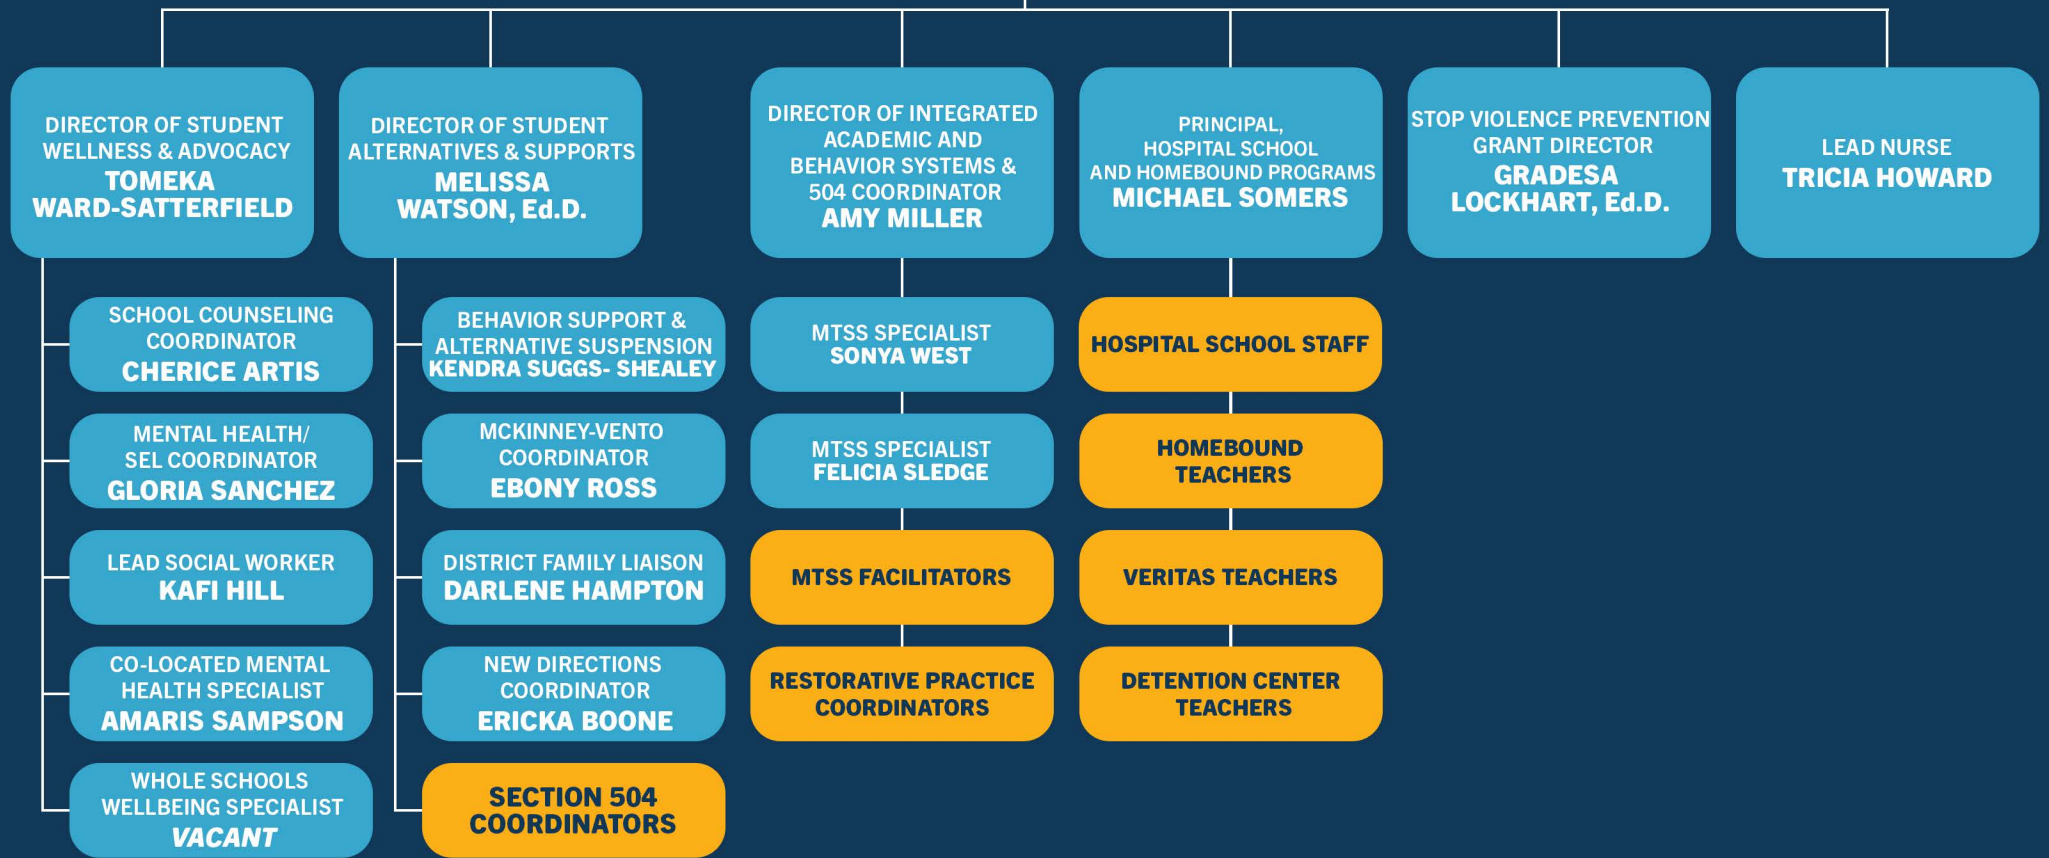 DIRECTOR OF STUDENT
WELLNESS & ADVOCACY
TOMEKA
WARD-SATTERFIELD
DIRECTOR OF STUDENT
ALTERNATIVES & SUPPORTS
MELISSA
WATSON, Ed.D.
DIRECTOR OF INTEGRATED
ACADEMIC AND
BEHAVIOR SYSTEMS &
504 COORDINATOR
AMY MILLER
PRINCIPAL,
HOSPITAL SCHOOL
AND HOMEBOUND PROGRAMS
MICHAEL SOMERS
STOP VIOLENCE PREVENTION
GRANT DIRECTOR
GRADESA
LOCKHART, Ed.D.
LEAD NURSE
TRICIA HOWARD
SCHOOL COUNSELING
COORDINATOR
CHERICE ARTIS
MENTAL HEALTH/
SEL COORDINATOR
GLORIA SANCHEZ
LEAD SOCIAL WORKER
KAFI HILL
CO-LOCATED MENTAL
HEALTH SPECIALIST
AMARIS SAMPSON
WHOLE SCHOOLS
WELLBEING SPECIALIST
VACANT
BEHAVIOR SUPPORT &
ALTERNATIVE SUSPENSION
KENDRA SUGGS- SHEALEY
MCKINNEY-VENTO
COORDINATOR
EBONY ROSS
DISTRICT FAMILY LIAISON
DARLENE HAMPTON
NEW DIRECTIONS
COORDINATOR
ERICKA BOONE
SECTION 504
COORDINATORS
MTSS SPECIALIST
SONYA WEST
MTSS SPECIALIST
FELICIA SLEDGE
MTSS FACILITATORS
RESTORATIVE PRACTICE
COORDINATORS
HOSPITAL SCHOOL STAFF
HOMEBOUND
TEACHERS
VERITAS TEACHERS
DETENTION CENTER
TEACHERS